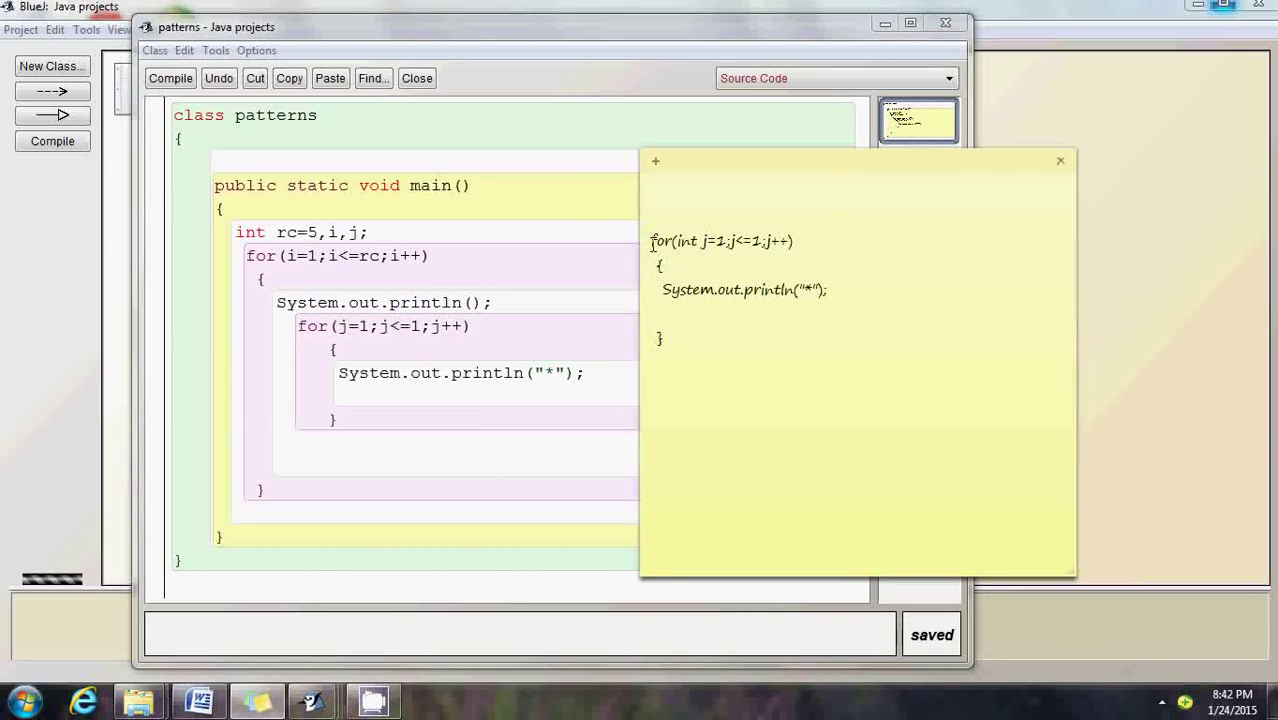 BlueJ: Java projects
Project Edit Tools View
patterns - Java projects
Class Edit Tools Options
New Class...
Compile Undo Cut Copy Paste Find... Close
Source Code
Compile
class patterns
{
public static void main()
{
int rc=5,i,j;
for(i=1;i<=rc;i++)
{
System.out.println();
for(j=1;j<=1;j++)
{
System.out.println("*");
}
}
}
}
for(int j=1;j<=1;j++)
{
System.out.println("*");
}
saved
8:42 PM
1/24/2015